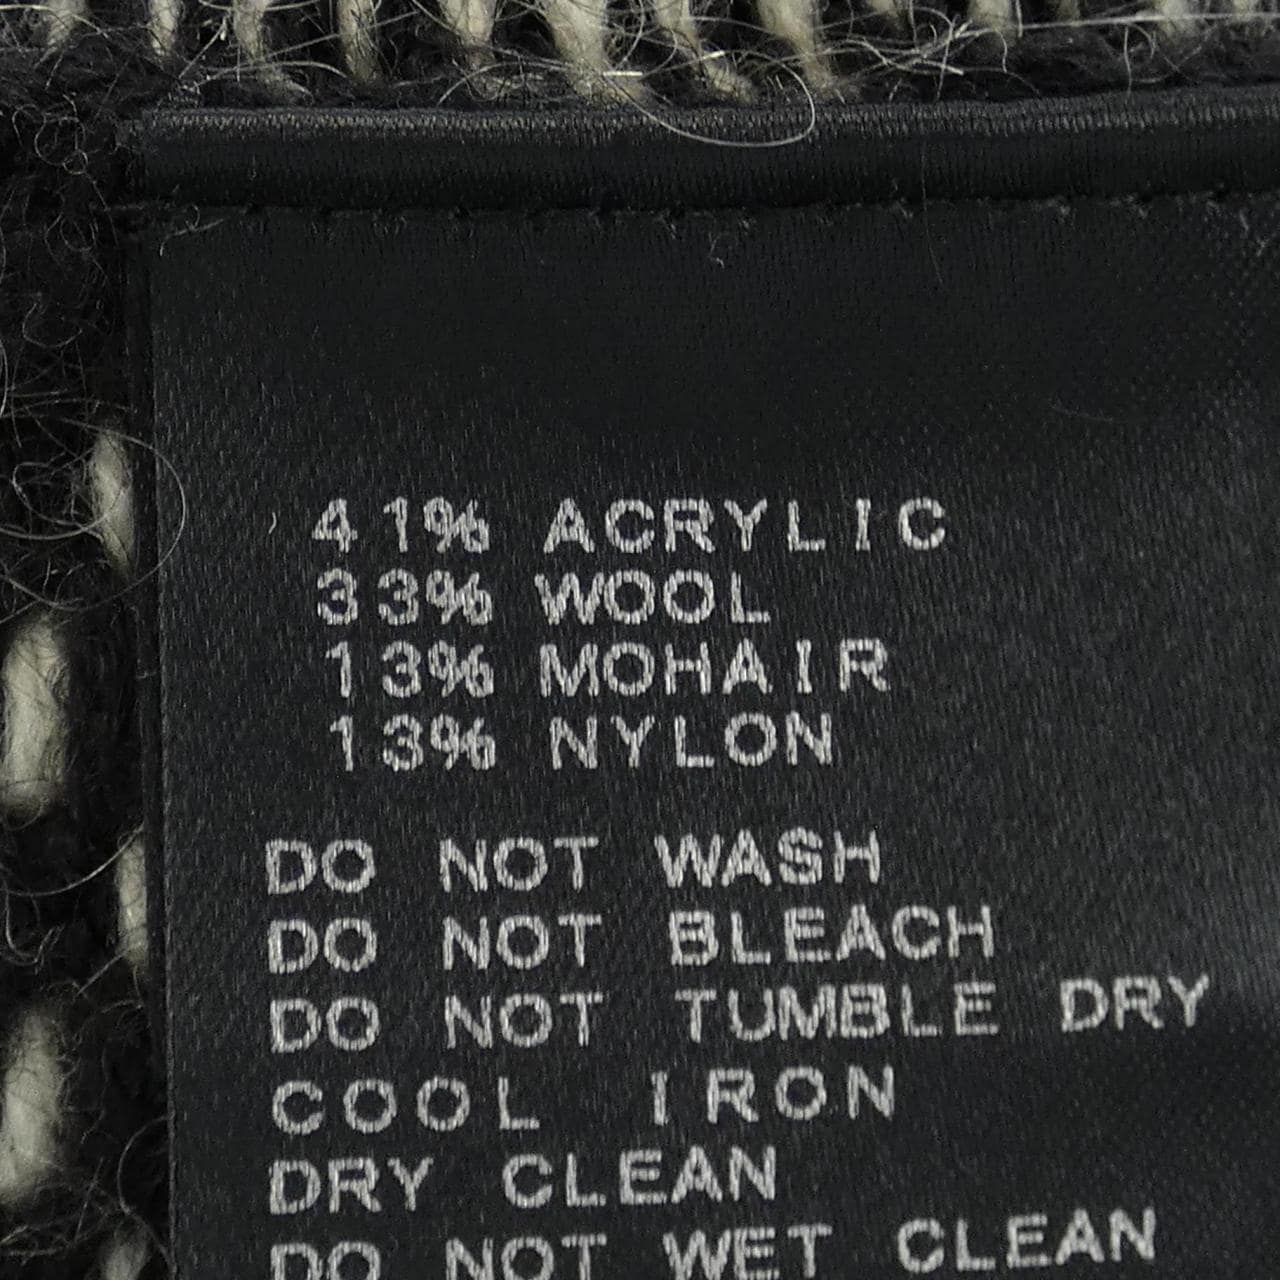 41% ACRYLIC
33% WOOL
13% MOHAIR
13% NYLON
DO NOT WASH
DO NOT BLEACH
DO NOT TUMBLE DRY
COOL IRON
DRY CLEAN
DO NOT WET CLEAN